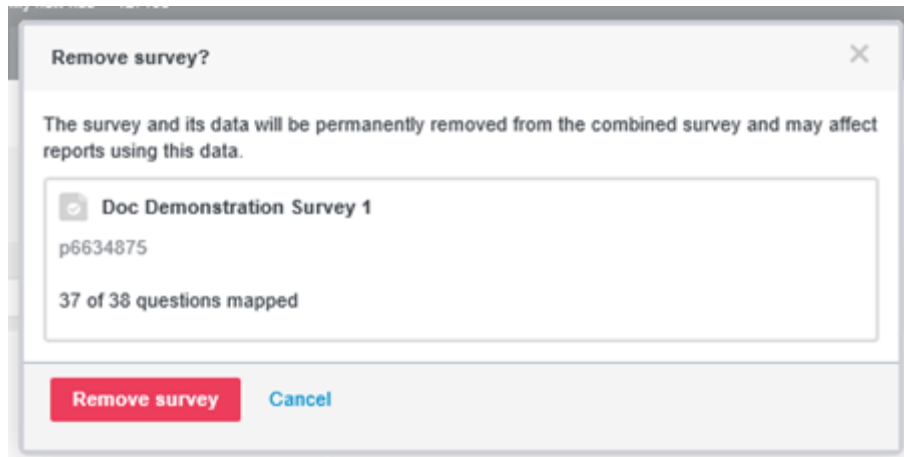 Remove survey?
The survey and its data will be permanently removed from the combined survey and may affect
reports using this data.
Doc Demonstration Survey 1
p6634875
37 of 38 questions mapped
Remove survey
Cancel